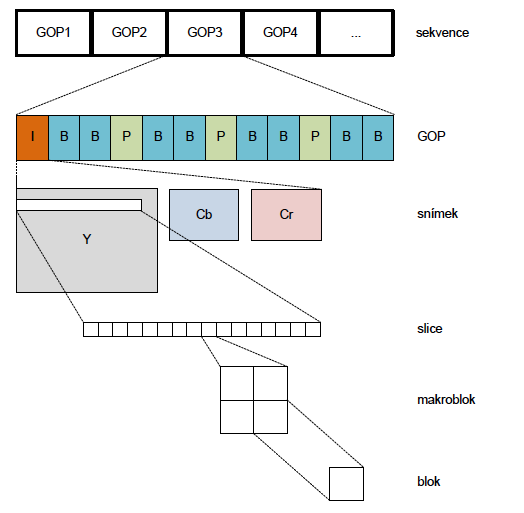 GOP1 GOP2 GOP3 GOP4 ... sekvence
I B B P B B P B B P B B GOP
Y Cb Cr snímek
slice
makroblok
blok